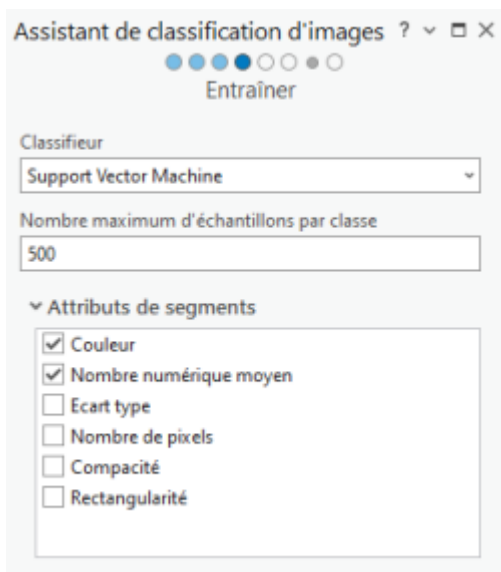 Assistant de classification d'images ?
Entraîner
Classifieur
Support Vector Machine
Nombre maximum d'échantillons par classe
500
Attributs de segments
Couleur
Nombre numérique moyen
Ecart type
Nombre de pixels
Compacité
Rectangularité